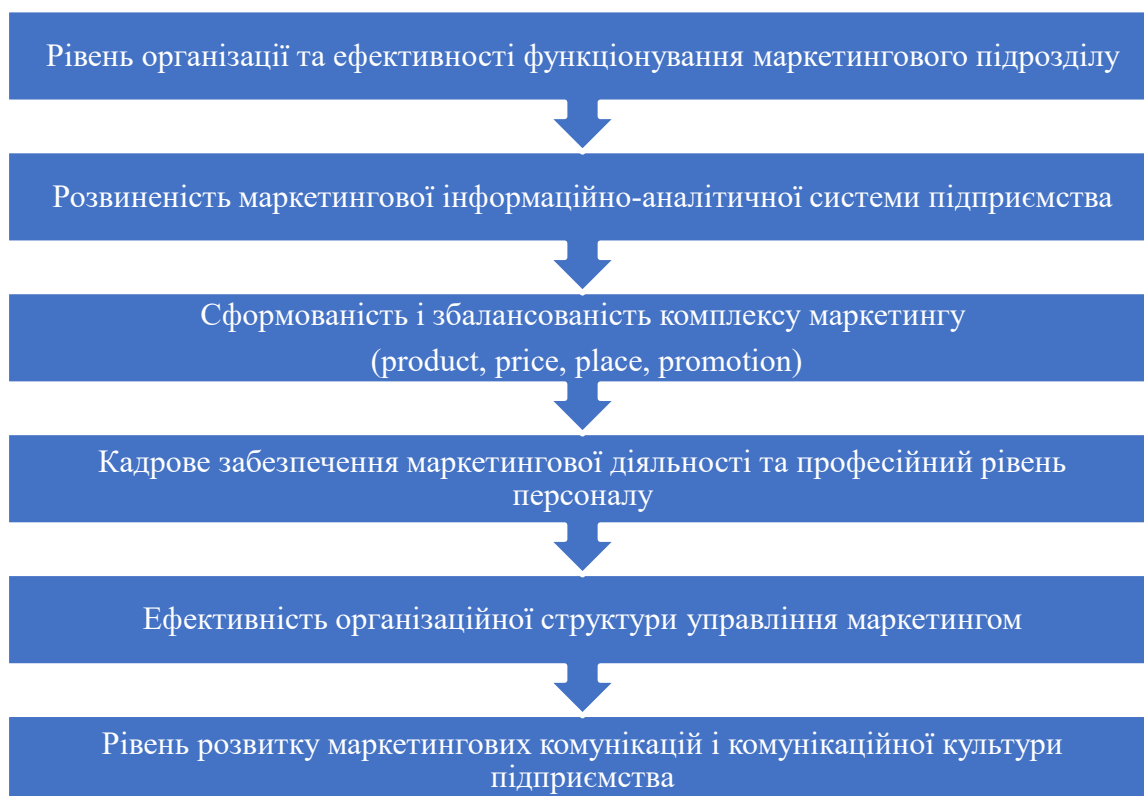 Рівень організації та ефективності функціонування маркетингового підрозділу
Розвиненість маркетингової інформаційно-аналітичної системи підприємства
Сформованість і збалансованість комплексу маркетингу
(product, price, place, promotion)
Кадрове забезпечення маркетингової діяльності та професійний рівень
персоналу
Ефективність організаційної структури управління маркетингом
Рівень розвитку маркетингових комунікацій і комунікаційної культури
підприємства